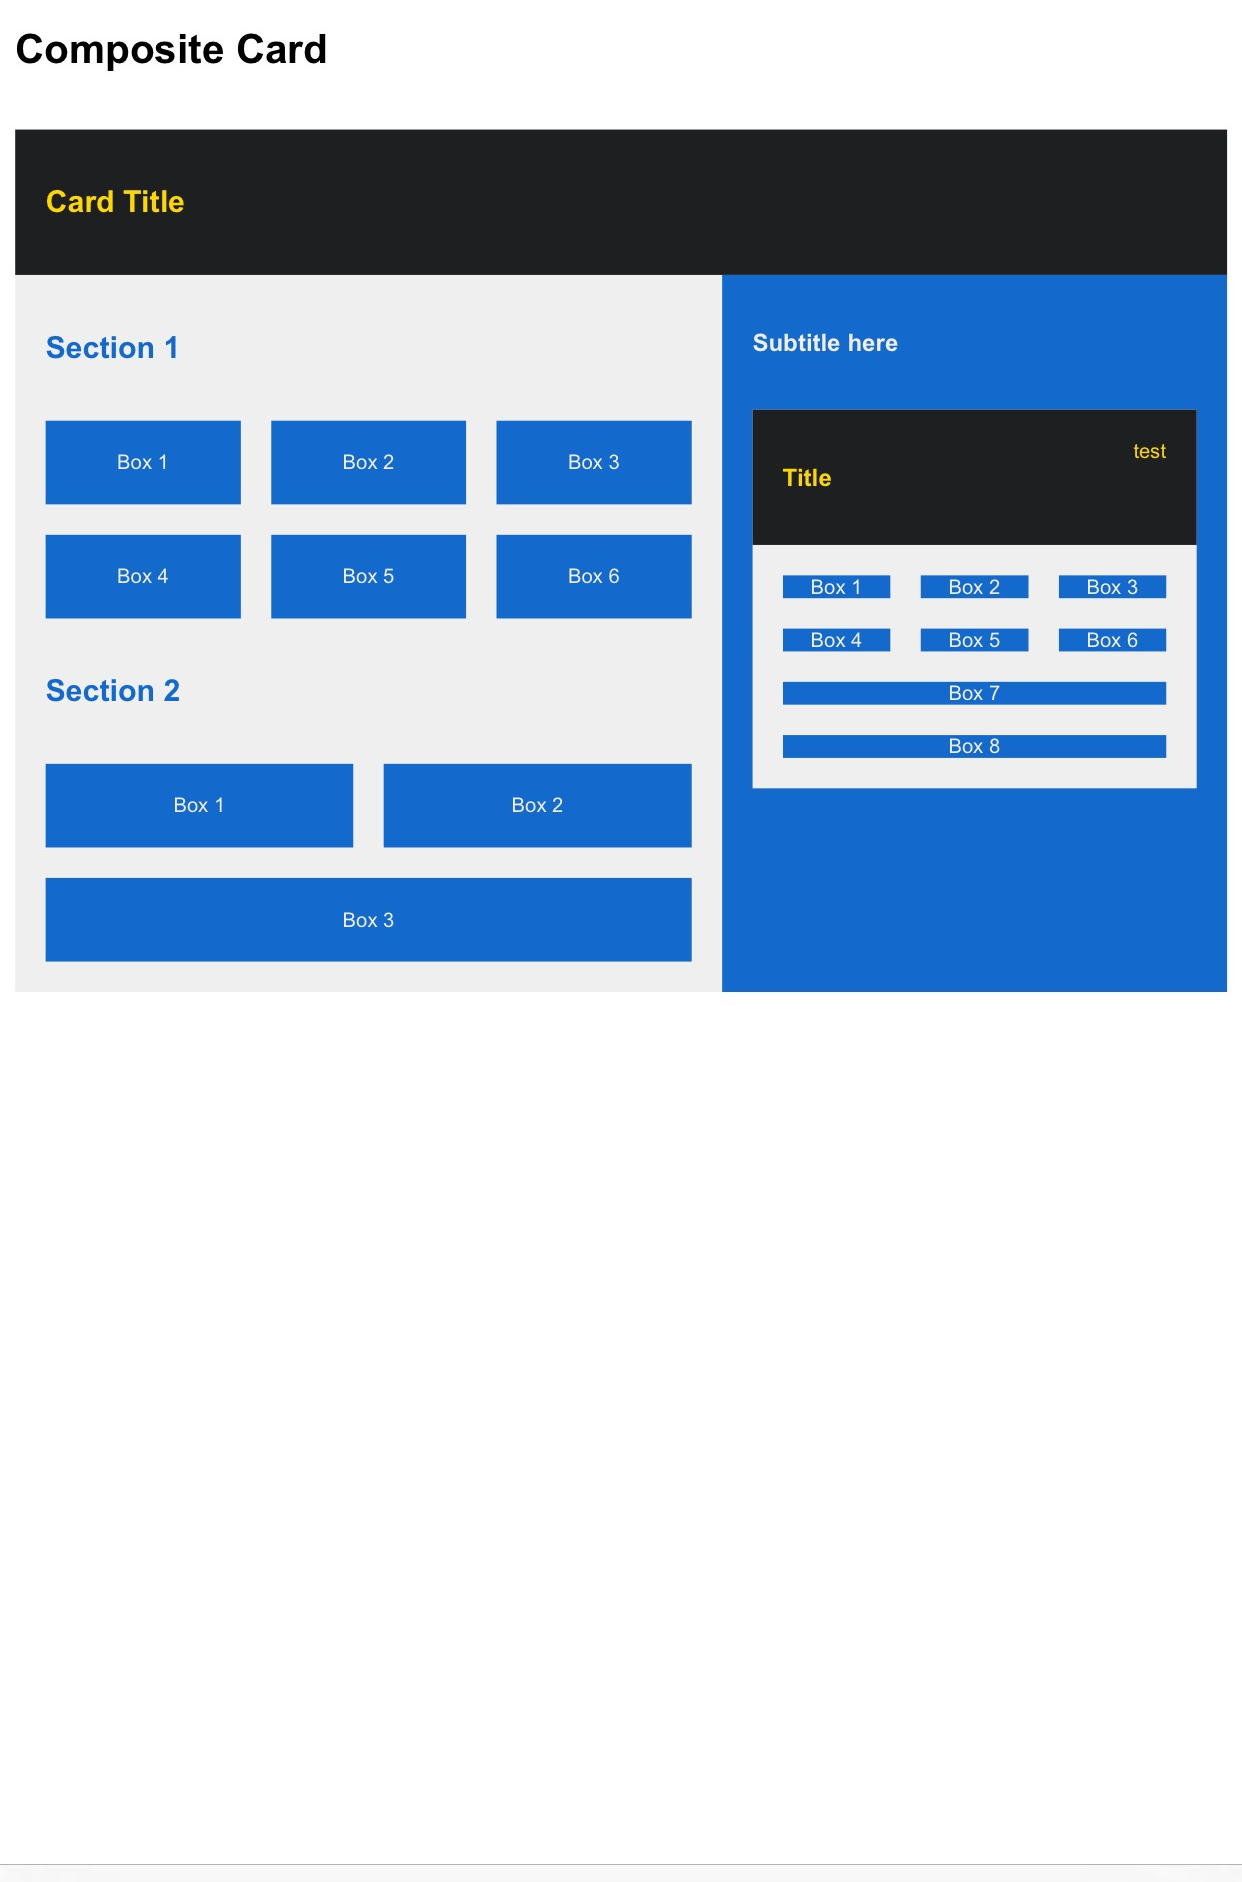 Composite Card
Card Title
Section 1
Box 1 Box 2 Box 3
Box 4 Box 5 Box 6
Section 2
Box 1 Box 2
Box 3
Subtitle here
test
Title
Box 1 Box 2 Box 3
Box 4 Box 5 Box 6
Box 7
Box 8